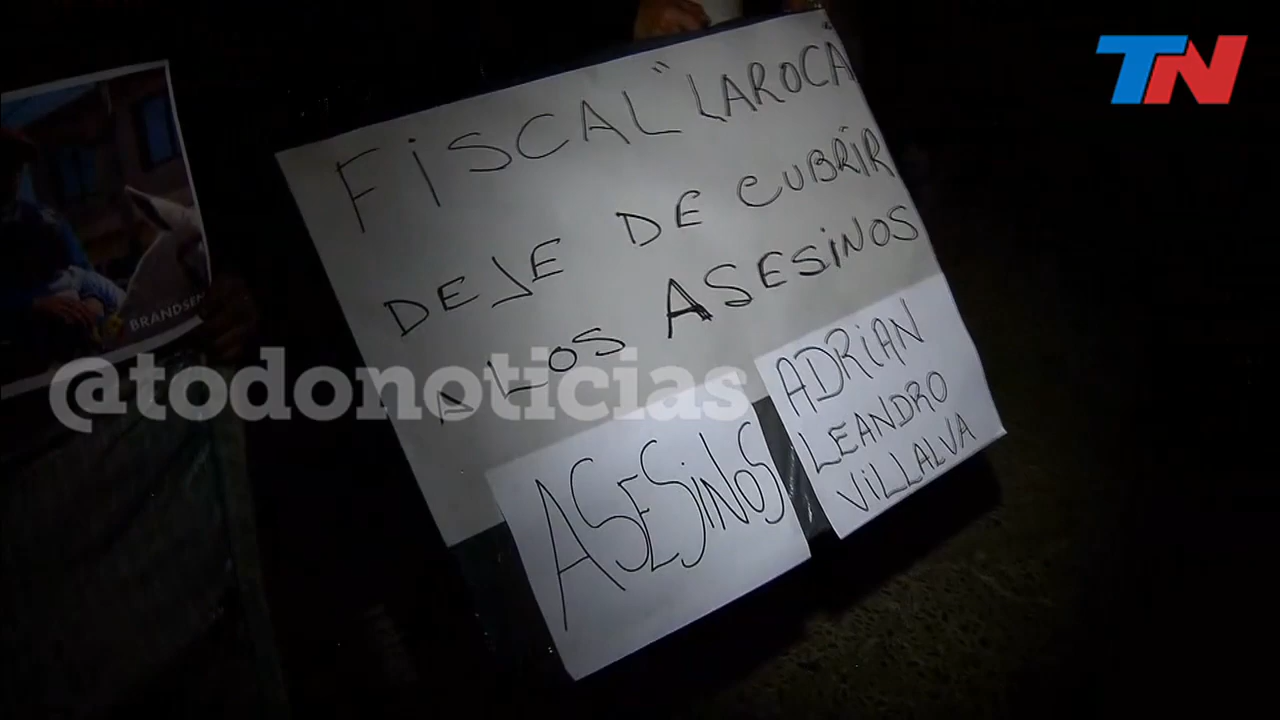 TN
FISCAL "LAROCA"
DEJE DE CUBRIR
A LOS ASESINOS
ASESINOS
ADRIAN
LEANDRO
VILLALVA
BRANDSEN
@todonoticias